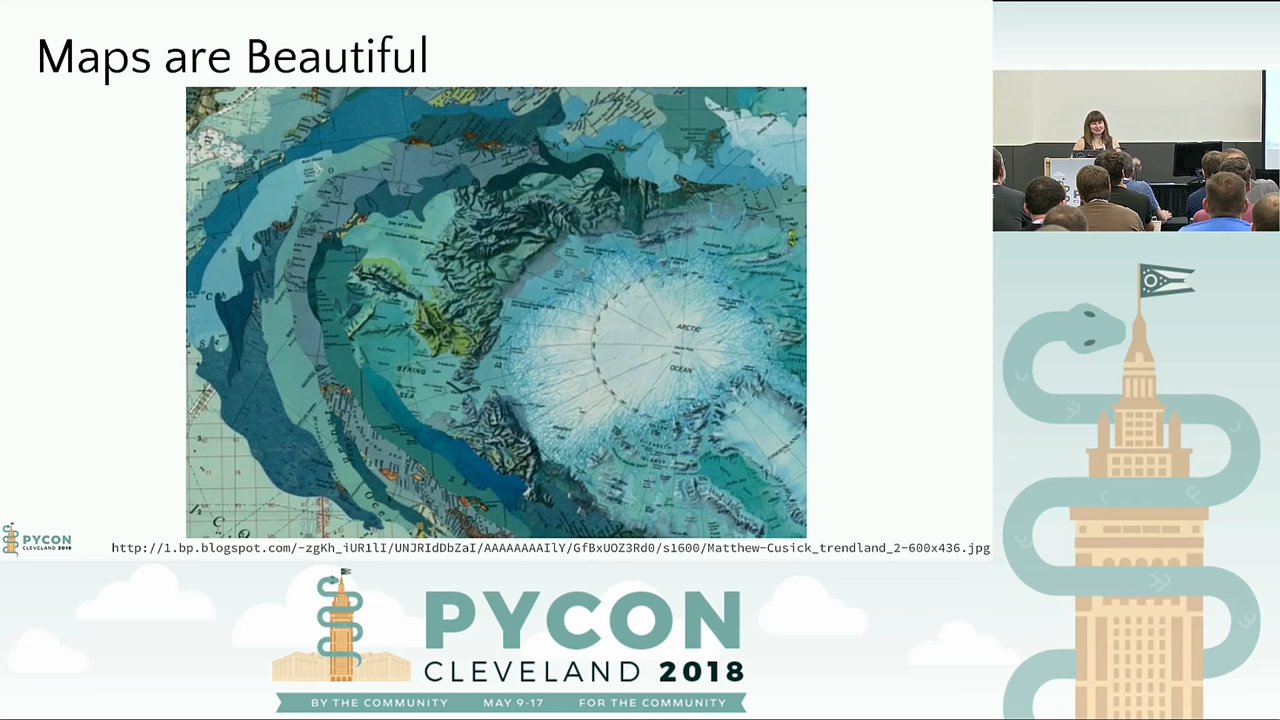 Maps are Beautiful
ARCTIC
OCEAN
BERING
SEA
PYCON
CLEVELAND 2018
http://1.bp.blogspot.com/-zgKh_iUR1lI/UNJRIdDbZaI/AAAAAAAAIlY/GfBxUOZ3Rd0/s1600/Matthew-Cusick_trendland_2-600x436.jpg
PYCON
CLEVELAND 2018
BY THE COMMUNITY MAY 9-17 FOR THE COMMUNITY